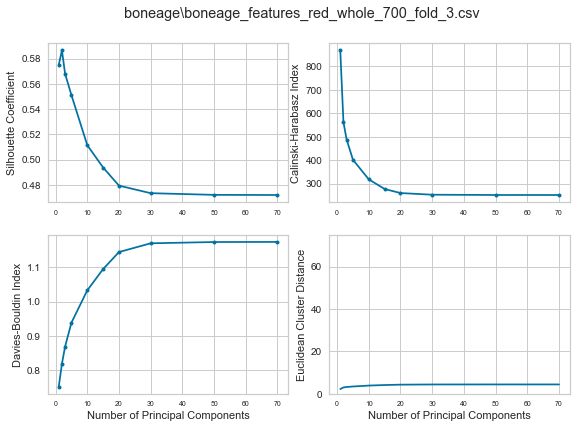 boneage\boneage_features_red_whole_700_fold_3.csv
Silhouette Coefficient
0.58
0.56
0.54
0.52
0.50
0.48
0 10 20 30 40 50 60 70
Calinski-Harabasz Index
800
700
600
500
400
300
0 10 20 30 40 50 60 70
Davies-Bouldin Index
1.1
1.0
0.9
0.8
0 10 20 30 40 50 60 70
Number of Principal Components
Euclidean Cluster Distance
60
40
20
0
0 10 20 30 40 50 60 70
Number of Principal Components